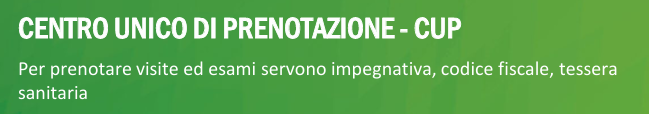 CENTRO UNICO DI PRENOTAZIONE - CUP
Per prenotare visite ed esami servono impegnativa, codice fiscale, tessera
sanitaria